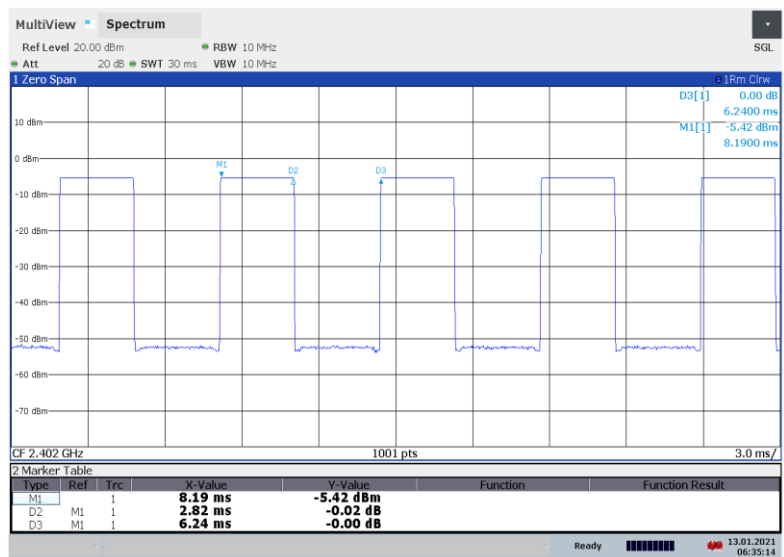 MultiView Spectrum
Ref Level 20.00 dBm RBW 10 MHz SGL
Att 20 dB SWT 30 ms VBW 10 MHz
1 Zero Span 1Rm Clrw
D3[1] 0.00 dB
6.2400 ms
M1[1] -5.42 dBm
8.1900 ms
10 dBm
0 dBm
M1 D2 D3
-10 dBm
-20 dBm
-30 dBm
-40 dBm
-50 dBm
-60 dBm
-70 dBm
CF 2.402 GHz 1001 pts 3.0 ms/
2 Marker Table
Type Ref Trc X-Value Y-Value Function Function Result
M1 1 8.19 ms -5.42 dBm
D2 M1 1 2.82 ms -0.02 dB
D3 M1 1 6.24 ms -0.00 dB
Ready 13.01.2021
06:35:14